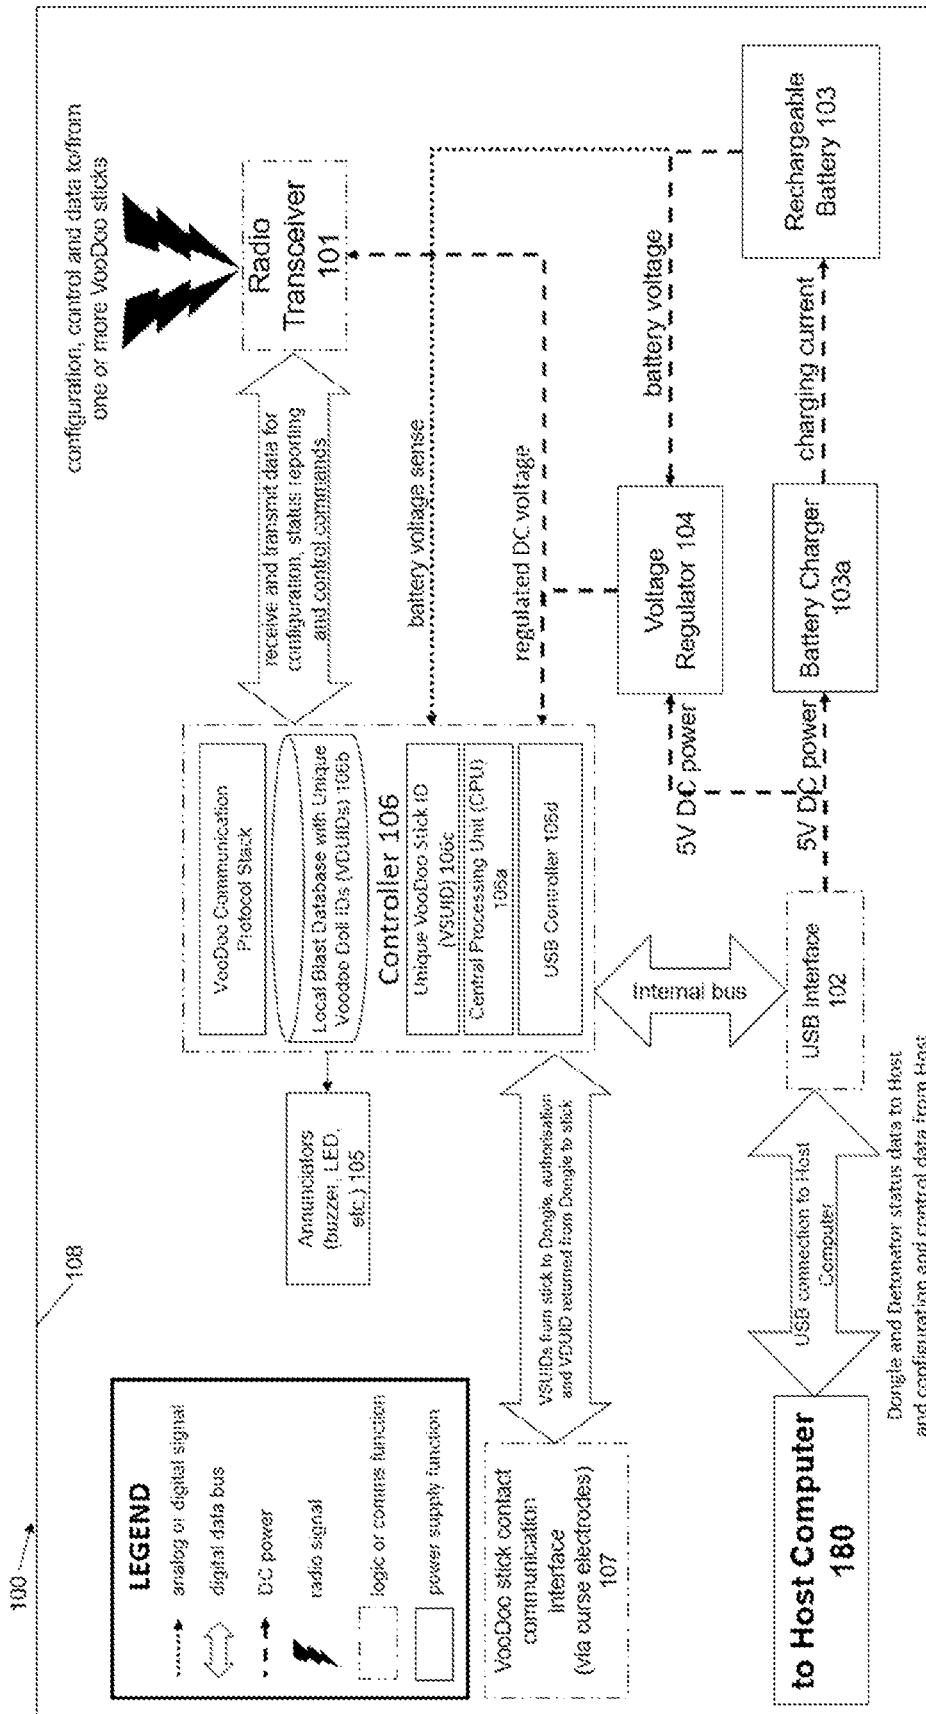 100
108
LEGEND
analog or digital signal
digital data bus
DC power
radio signal
logic or comms function
power supply function
VooDoo stick contact
communication
Interface
(via curse electrodes)
107
to Host Computer
180
Annunciators
(buzzer, LED,
etc.) 105
VSUIDs from stick to Dongle, authorisation
and VDUID returned from Dongle to stick
USB connection to Host
Computer
Dongle and Detonator status data to Host
and configuration and control data from Host
VooDoo Communication
Protocol Stack
Local Blast Database with Unique
Voodoo Doll IDs (VDUIDs) 106b
Controller 106
Unique VooDoo Stick ID
(VSUID) 106c
Central Processing Unit (CPU)
106a
USB Controller 106d
Internal bus
USB Interface
102
5V DC power
5V DC power
receive and transmit data for
configuration, status reporting
and control commands
battery voltage sense
regulated DC voltage
Voltage
Regulator 104
Battery Charger
103a
battery voltage
charging current
configuration, control and data to/from
one or more VooDoo sticks
Radio
Transceiver
101
Rechargeable
Battery 103